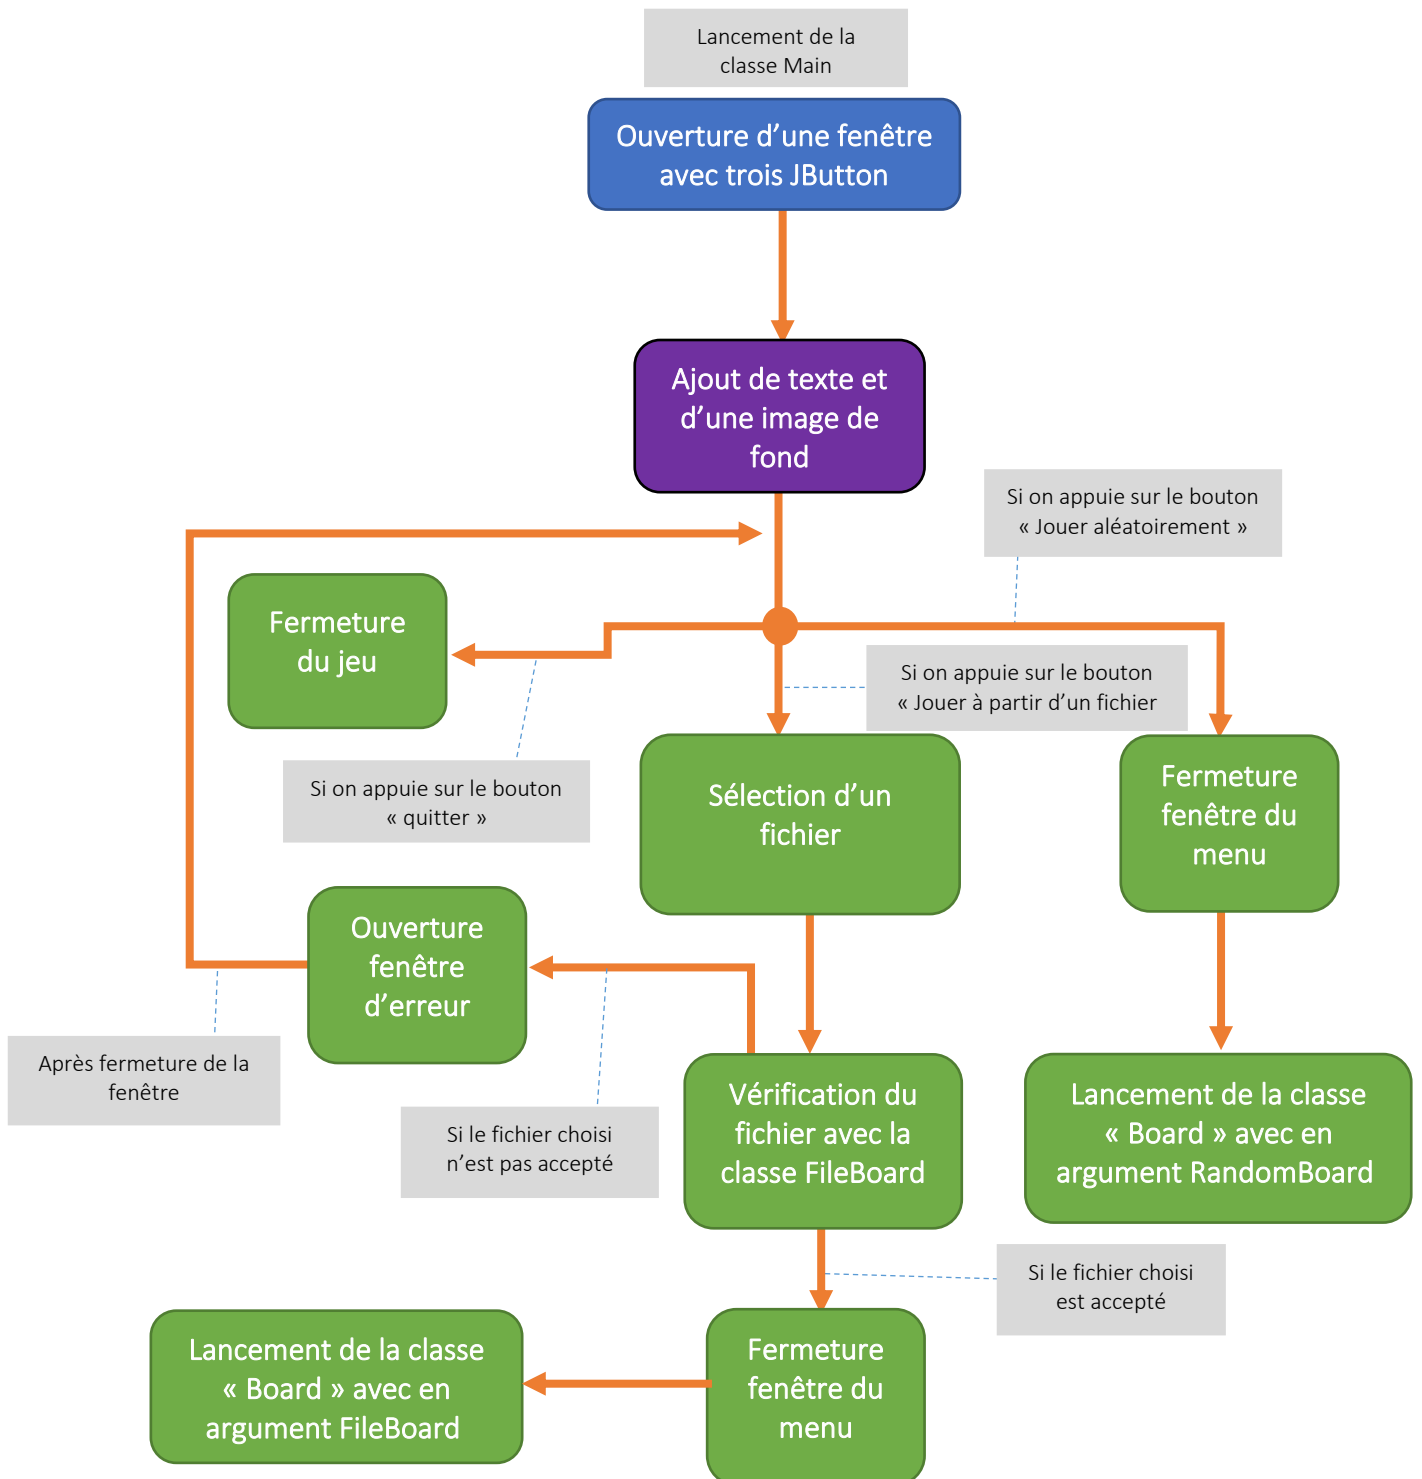 Lancement de la
classe Main
Ouverture d’une fenêtre
avec trois JButton
Ajout de texte et
d’une image de
fond
Si on appuie sur le bouton
« Jouer aléatoirement »
Fermeture
du jeu
Si on appuie sur le bouton
« Jouer à partir d’un fichier
Si on appuie sur le bouton
« quitter »
Sélection d’un
fichier
Fermeture
fenêtre du
menu
Ouverture
fenêtre
d’erreur
Après fermeture de la
fenêtre
Si le fichier choisi
n’est pas accepté
Vérification du
fichier avec la
classe FileBoard
Lancement de la classe
« Board » avec en
argument RandomBoard
Si le fichier choisi
est accepté
Lancement de la classe
« Board » avec en
argument FileBoard
Fermeture
fenêtre du
menu